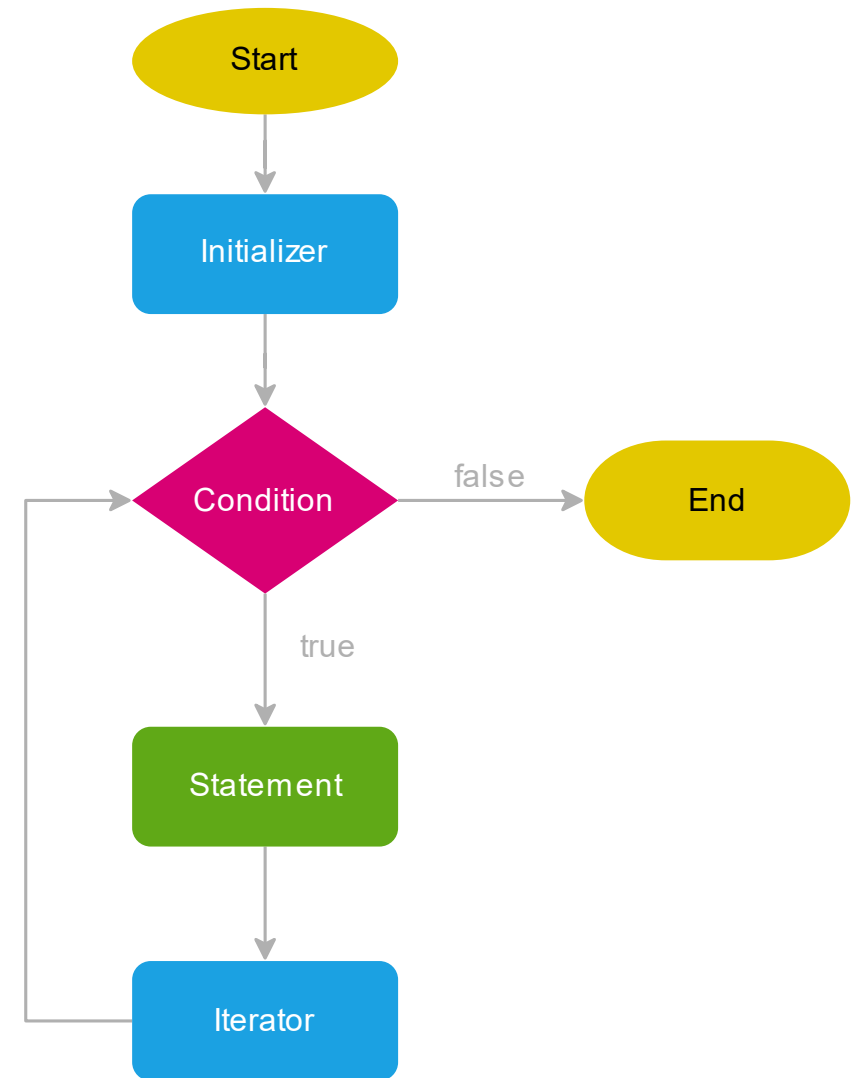 Start
Initializer
Condition
false
End
true
Statement
Iterator